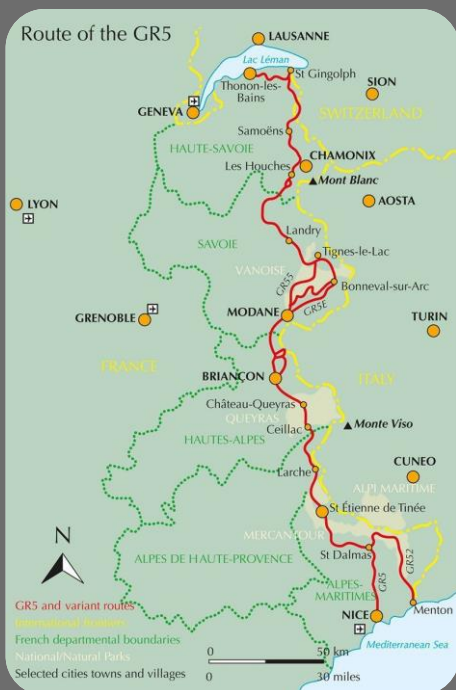 Route of the GR5
LAUSANNE
Lac Léman
St Gingolph
Thonon-les-
Bains
SION
GENEVA
SWITZERLAND
Samoëns
HAUTE-SAVOIE
CHAMONIX
Les Houches
Mont Blanc
LYON
AOSTA
Landry
SAVOIE
Tignes-le-Lac
VANOISE
GR55
Bonneval-sur-Arc
GR5E
MODANE
GRENOBLE
TURIN
FRANCE
ITALY
BRIANÇON
Château-Queyras
QUEYRAS
Ceillac
Monte Viso
HAUTES-ALPES
Larche
CUNEO
ALPI MARITIME
St Étienne de Tinée
MERCANTOUR
ALPES DE HAUTE-PROVENCE
St Dalmas
GR5
GR52
ALPES-
MARITIMES
Menton
NICE
Mediterranean Sea
N
GR5 and variant routes
International frontiers
French departmental boundaries
National/Natural Parks
Selected cities towns and villages
0 50 km
0 30 miles